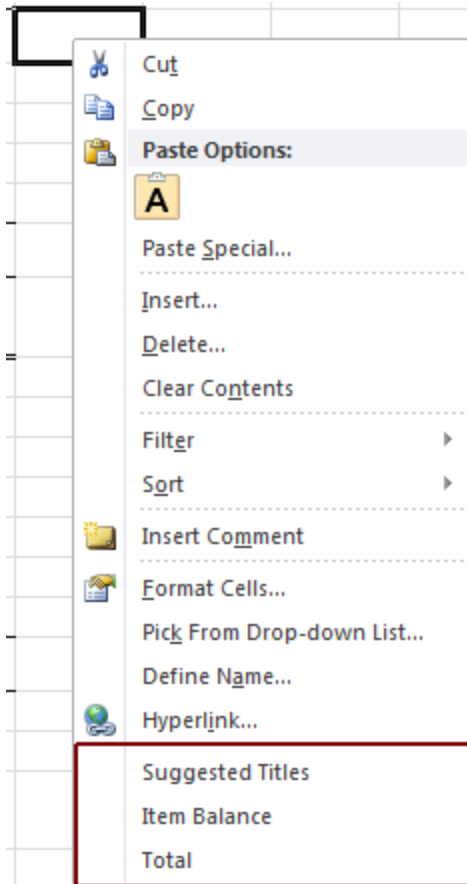 Cut
Copy
Paste Options:
A
Paste Special...
Insert...
Delete...
Clear Contents
Filter
Sort
Insert Comment
Format Cells...
Pick From Drop-down List...
Define Name...
Hyperlink...
Suggested Titles
Item Balance
Total